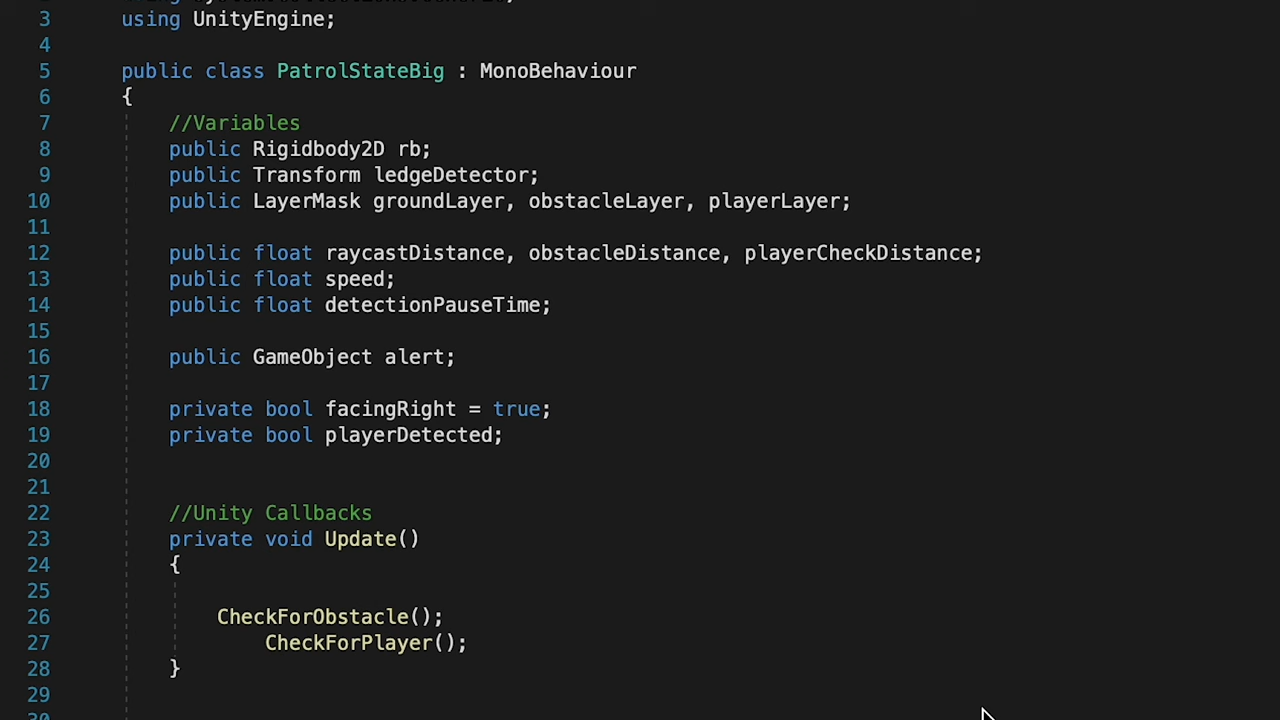 3 using UnityEngine;
4
5 public class PatrolStateBig : MonoBehaviour
6 {
7 //Variables
8 public Rigidbody2D rb;
9 public Transform ledgeDetector;
10 public LayerMask groundLayer, obstacleLayer, playerLayer;
11
12 public float raycastDistance, obstacleDistance, playerCheckDistance;
13 public float speed;
14 public float detectionPauseTime;
15
16 public GameObject alert;
17
18 private bool facingRight = true;
19 private bool playerDetected;
20
21
22 //Unity Callbacks
23 private void Update()
24 {
25
26 CheckForObstacle();
27 CheckForPlayer();
28 }
29